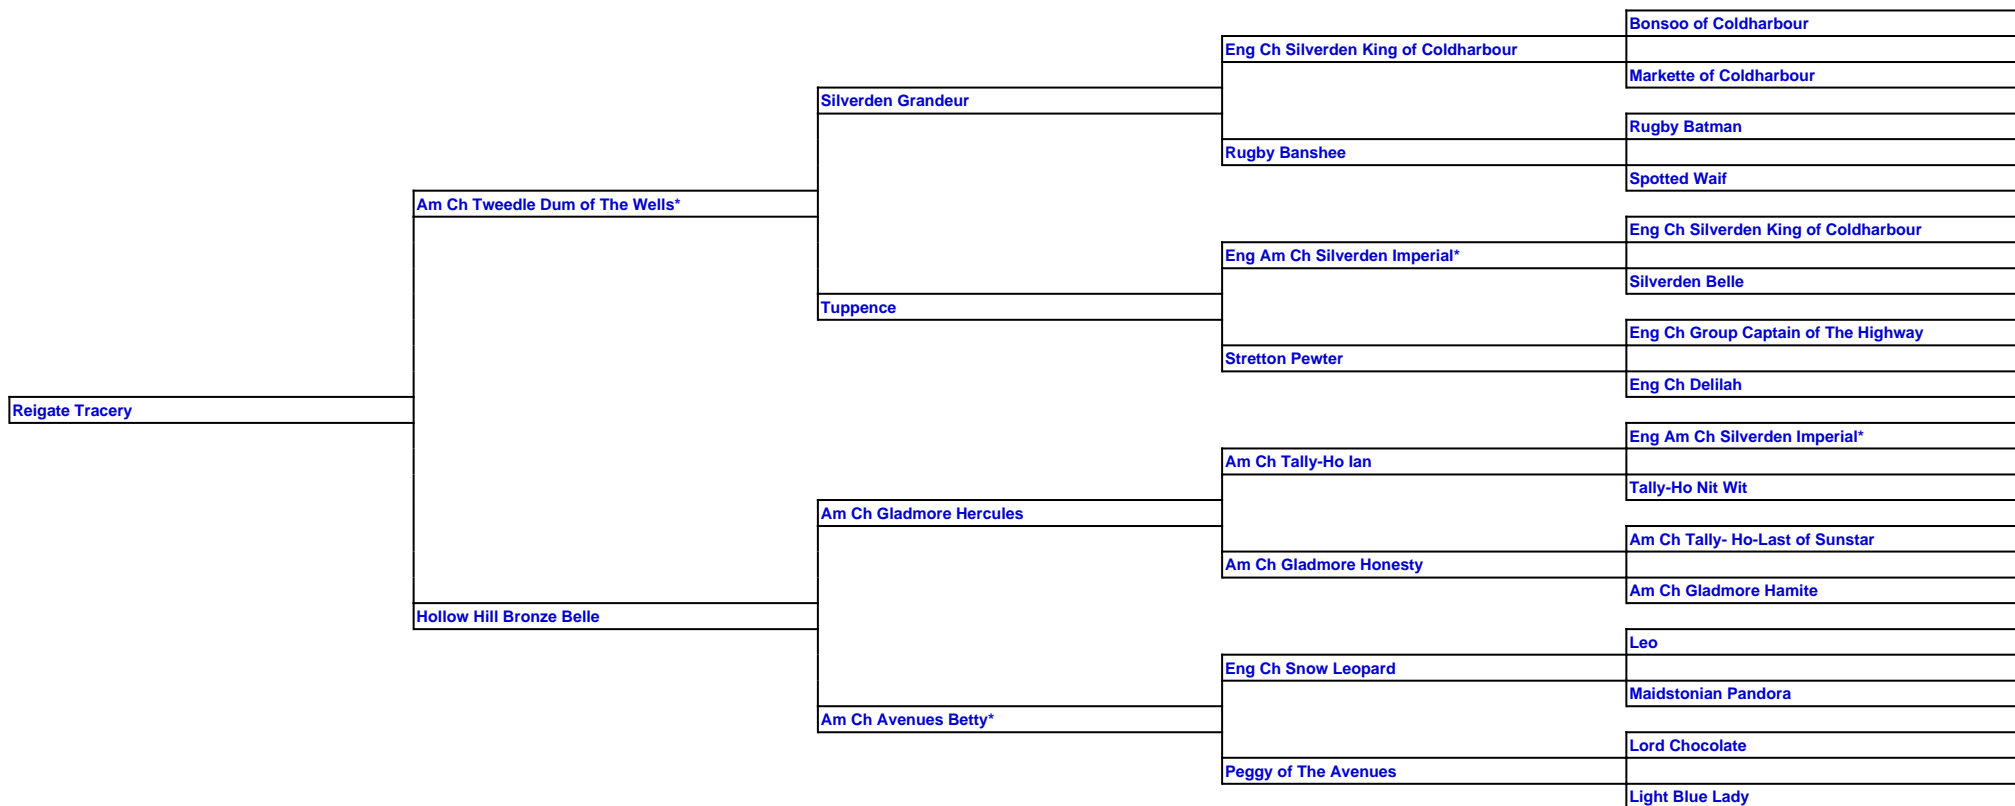 Bonsoo of Coldharbour
Eng Ch Silverden King of Coldharbour
Markette of Coldharbour
Silverden Grandeur
Rugby Batman
Rugby Banshee
Spotted Waif
Am Ch Tweedle Dum of The Wells*
Eng Ch Silverden King of Coldharbour
Eng Am Ch Silverden Imperial*
Silverden Belle
Tuppence
Eng Ch Group Captain of The Highway
Stretton Pewter
Eng Ch Delilah
Reigate Tracery
Eng Am Ch Silverden Imperial*
Am Ch Tally-Ho Ian
Tally-Ho Nit Wit
Am Ch Gladmore Hercules
Am Ch Tally- Ho-Last of Sunstar
Am Ch Gladmore Honesty
Am Ch Gladmore Hamite
Hollow Hill Bronze Belle
Leo
Eng Ch Snow Leopard
Maidstonian Pandora
Am Ch Avenues Betty*
Lord Chocolate
Peggy of The Avenues
Light Blue Lady